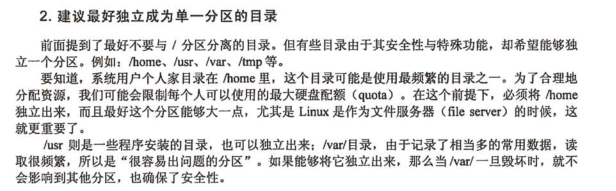 2. 建议最好独立成为单一分区的目录
前面提到了最好不要与 / 分区分离的目录。但有些目录由于其安全性与特殊功能，却希望能够独
立一个分区。例如：/home、/usr、/var、/tmp 等。
要知道，系统用户个人家目录在 /home 里，这个目录可能是使用最频繁的目录之一。为了合理地
分配资源，我们可能会限制每个人可以使用的最大硬盘配额（quota）。在这个前提下，必须将 /home
独立出来，而且最好这个分区能够大一点，尤其是 Linux 是作为文件服务器（file server）的时候，这
就更重要了。
/usr 则是一些程序安装的目录，也可以独立出来；/var/目录，由于记录了相当多的常用数据，读
取很频繁，所以是“很容易出问题的分区”。如果能够将它独立出来，那么当/var/ 一旦毁坏时，就不
会影响到其他分区，也确保了安全性。